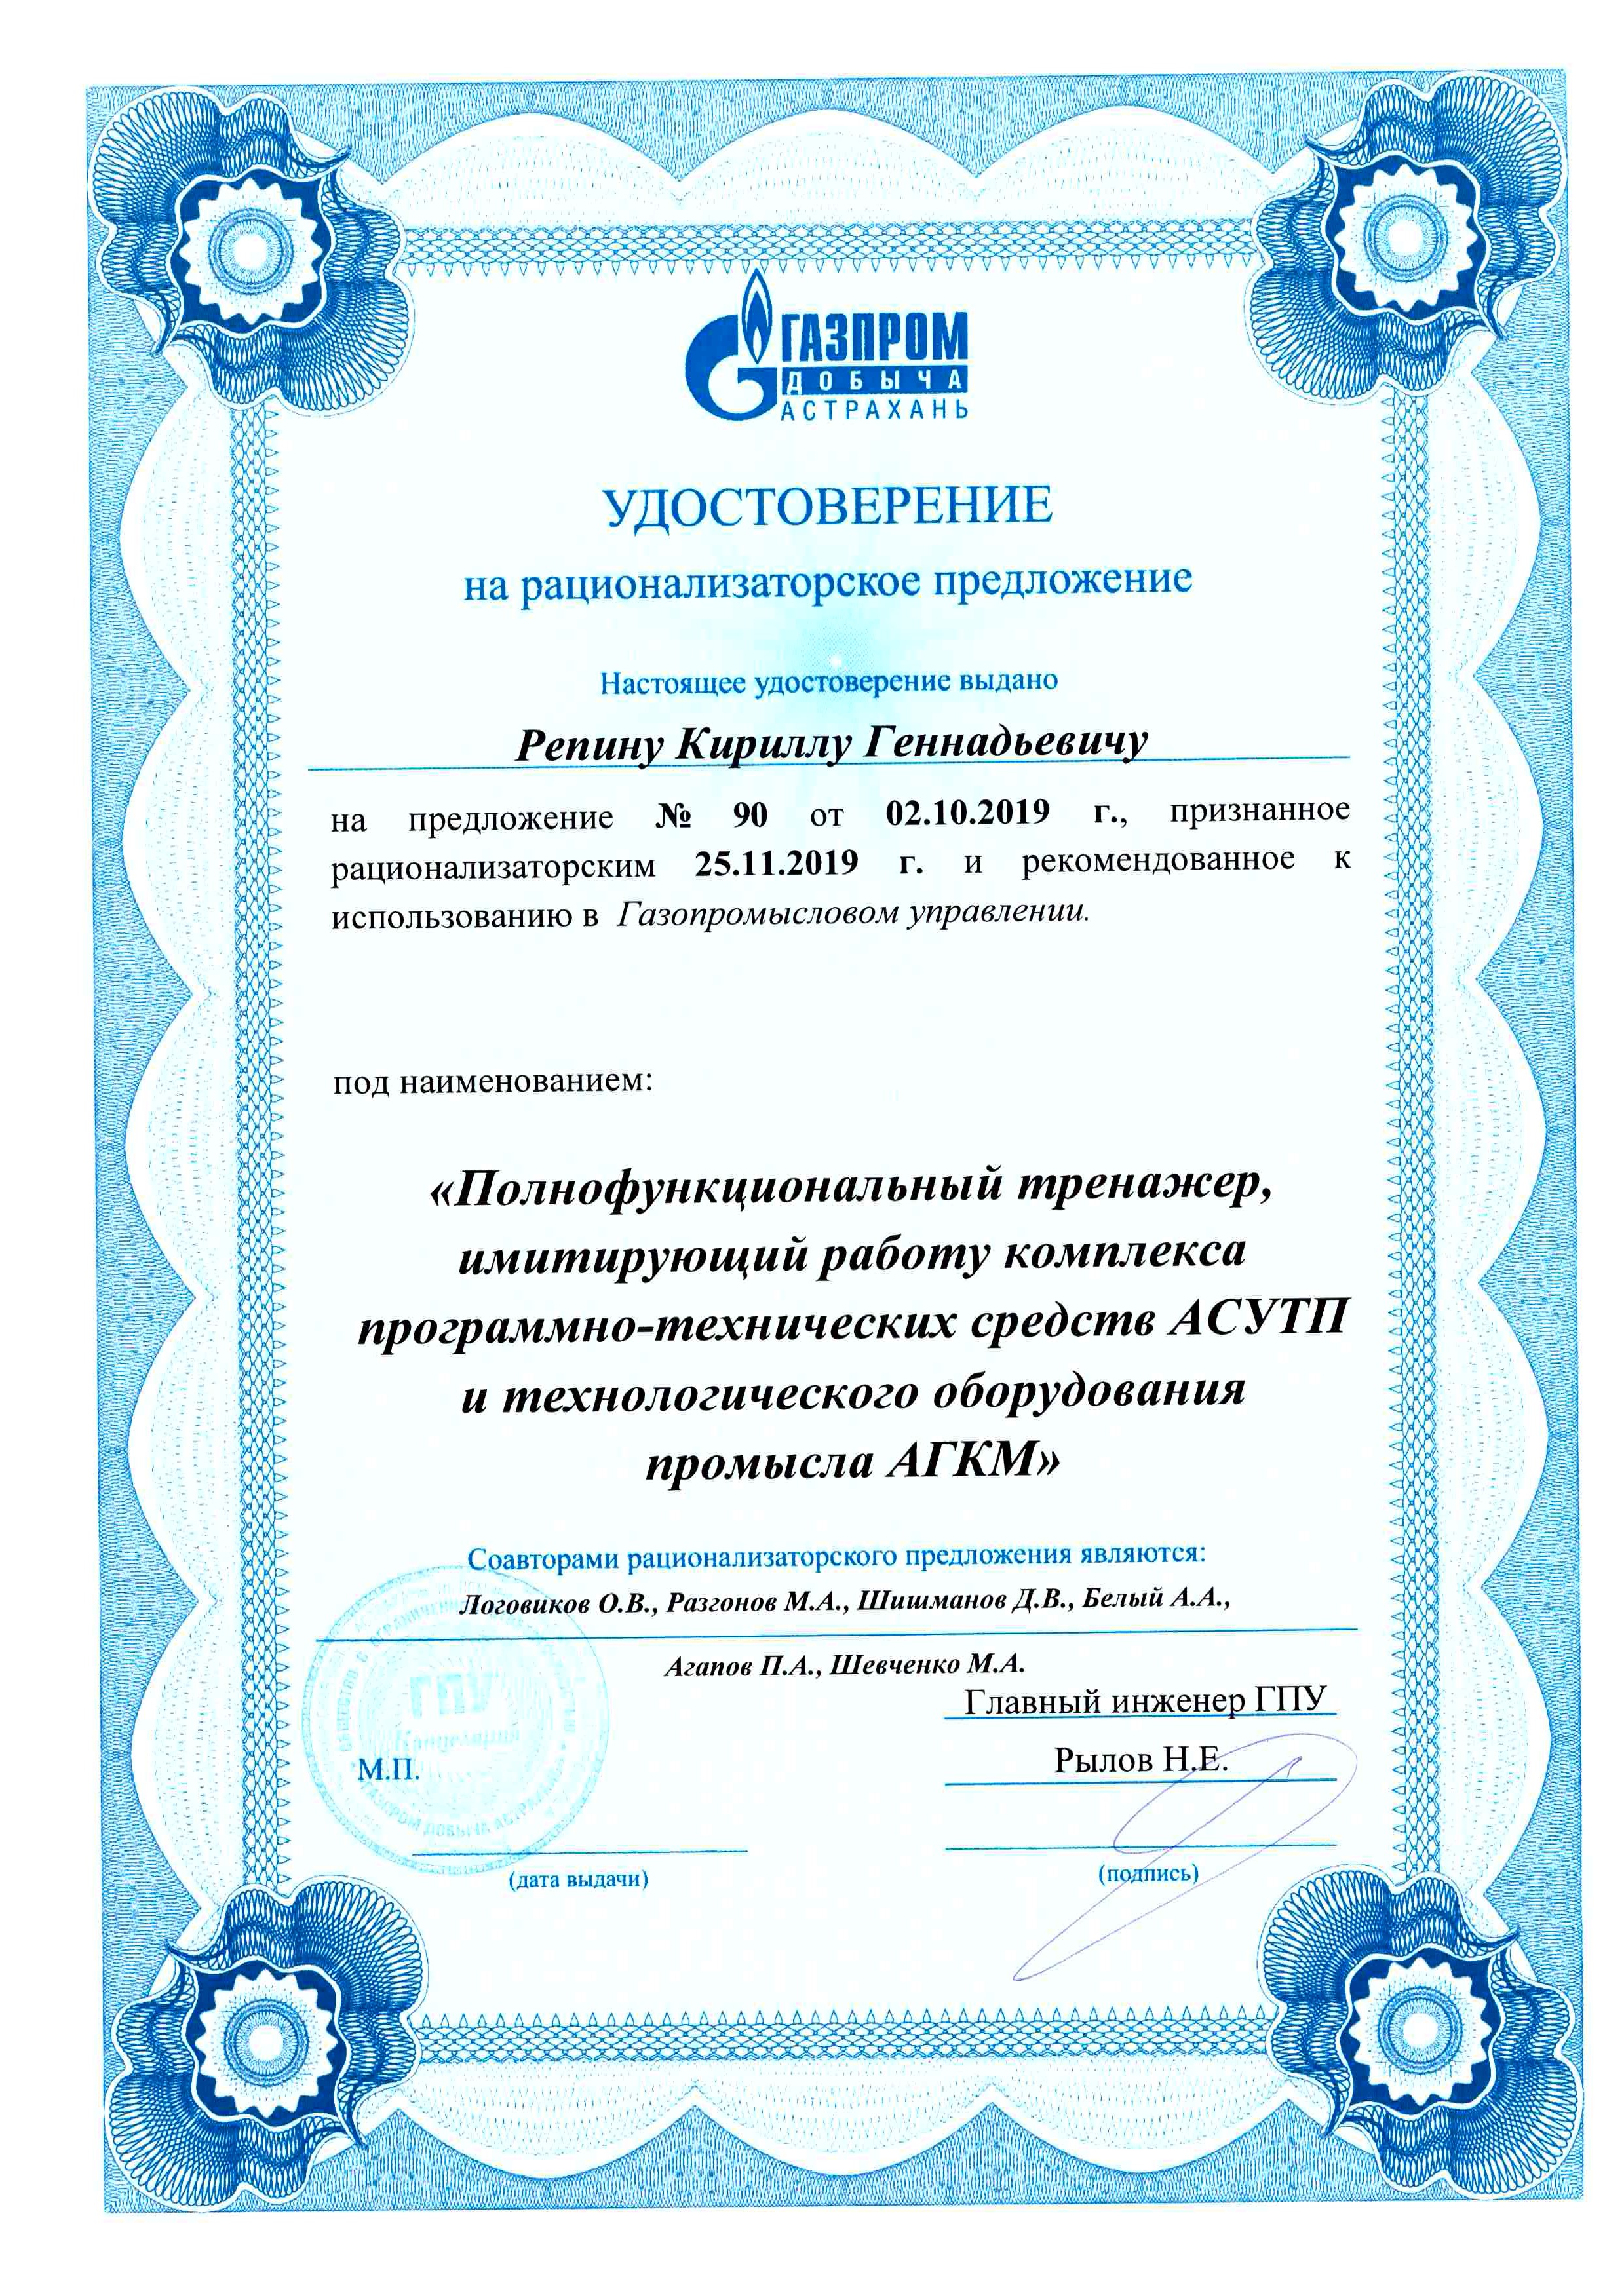 ГАЗПРОМ
ДОБЫЧА
АСТРАХАНЬ
УДОСТОВЕРЕНИЕ
на рационализаторское предложение
Настоящее удостоверение выдано
Репину Кириллу Геннадьевичу
на предложение № 90 от 02.10.2019 г., признанное
рационализаторским 25.11.2019 г. и рекомендованное к
использованию в Газопромысловом управлении.
под наименованием:
«Полнофункциональный тренажер,
имитирующий работу комплекса
программно-технических средств АСУТП
и технологического оборудования
промысла АГКМ»
Соавторами рационализаторского предложения являются:
Логовиков О.В., Разгонов М.А., Шишманов Д.В., Белый А.А.,
Агапов П.А., Шевченко М.А.
Главный инженер ГПУ
Рылов Н.Е.
ГПУ
Канцелярия
М.П.
(дата выдачи)
(подпись)